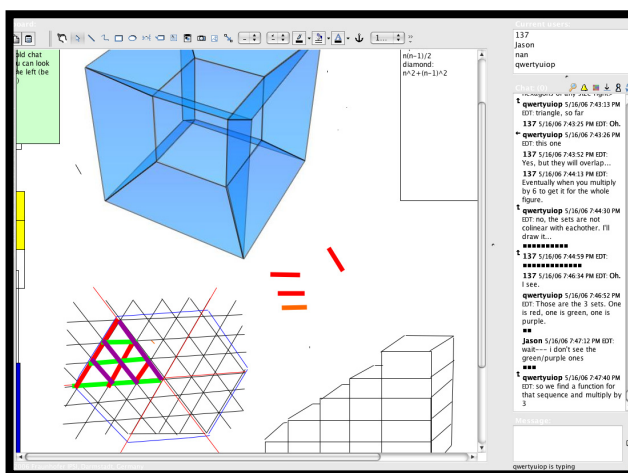 Current users:
137
Jason
nan
qwertyuiop
old chat
u can look
he left (be
)
n(n-1)/2
diamond:
n^2+(n-1)^2
hexagons of any size right?
qwertyuiop 5/16/06 7:43:13 PM
EDT: triangle, so far
137 5/16/06 7:43:25 PM EDT: Oh.
qwertyuiop 5/16/06 7:43:26 PM
EDT: this one
137 5/16/06 7:43:52 PM EDT:
Yes, but they will overlap...
137 5/16/06 7:44:13 PM EDT:
Eventually when you multiply
by 6 to get it for the whole
figure.
qwertyuiop 5/16/06 7:44:30 PM
EDT: no, the sets are not
colinear with eachother. I'll
draw it...
137 5/16/06 7:44:59 PM EDT:
137 5/16/06 7:46:34 PM EDT: Oh.
I see.
qwertyuiop 5/16/06 7:46:52 PM
EDT: Those are the 3 sets. One
is red, one is green, one is
purple.
Jason 5/16/06 7:47:12 PM EDT:
wait--- i don't see the
green/purple ones
qwertyuiop 5/16/06 7:47:40 PM
EDT: so we find a function for
that sequence and multiply by
3
Message:
qwertyuiop is typing